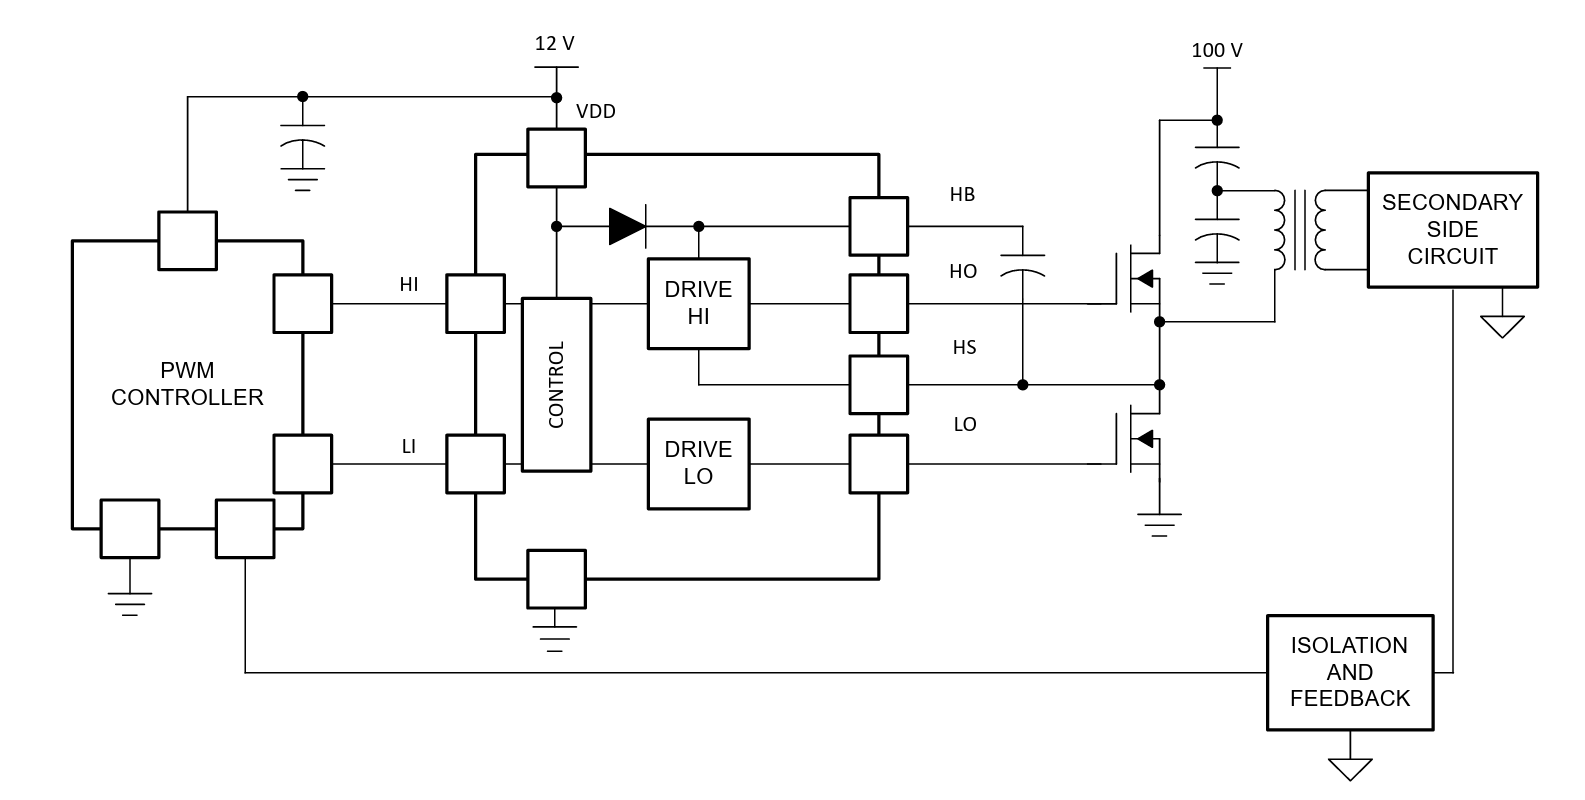 12 V
100 V
VDD
HB
SECONDARY
SIDE
CIRCUIT
HO
HI
DRIVE
HI
HS
PWM
CONTROLLER
CONTROL
LO
LI
DRIVE
LO
ISOLATION
AND
FEEDBACK